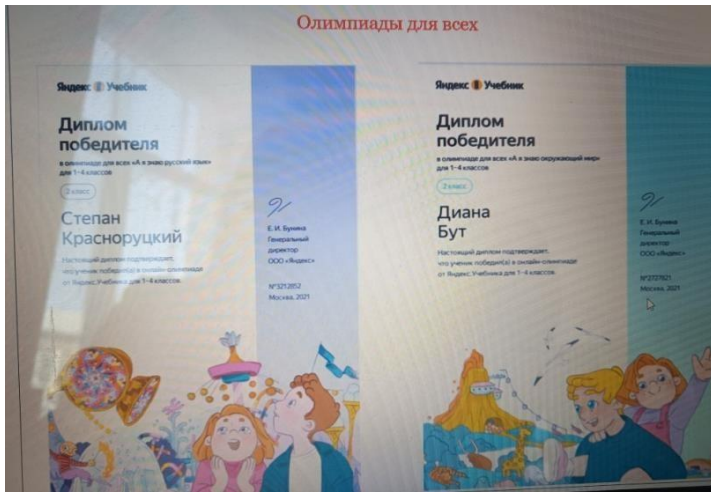 Олимпиады для всех
Яндекс Учебник
Диплом
победителя
в олимпиаде для всех «А я знаю русский язык»
для 1–4 классов
2 класс
Степан
Красноруцкий
Настоящий диплом подтверждает,
что ученик победил(а) в онлайн-олимпиаде
от Яндекс.Учебника для 1–4 классов.
Е. И. Бунина
Генеральный
директор
ООО «Яндекс»
№3212852
Москва, 2021
Яндекс Учебник
Диплом
победителя
в олимпиаде для всех «А я знаю окружающий мир»
для 1–4 классов
2 класс
Диана
Бут
Настоящий диплом подтверждает,
что ученик победил(а) в онлайн-олимпиаде
от Яндекс.Учебника для 1–4 классов.
Е. И. Бунина
Генеральный
директор
ООО «Яндекс»
№2727621
Москва, 2021